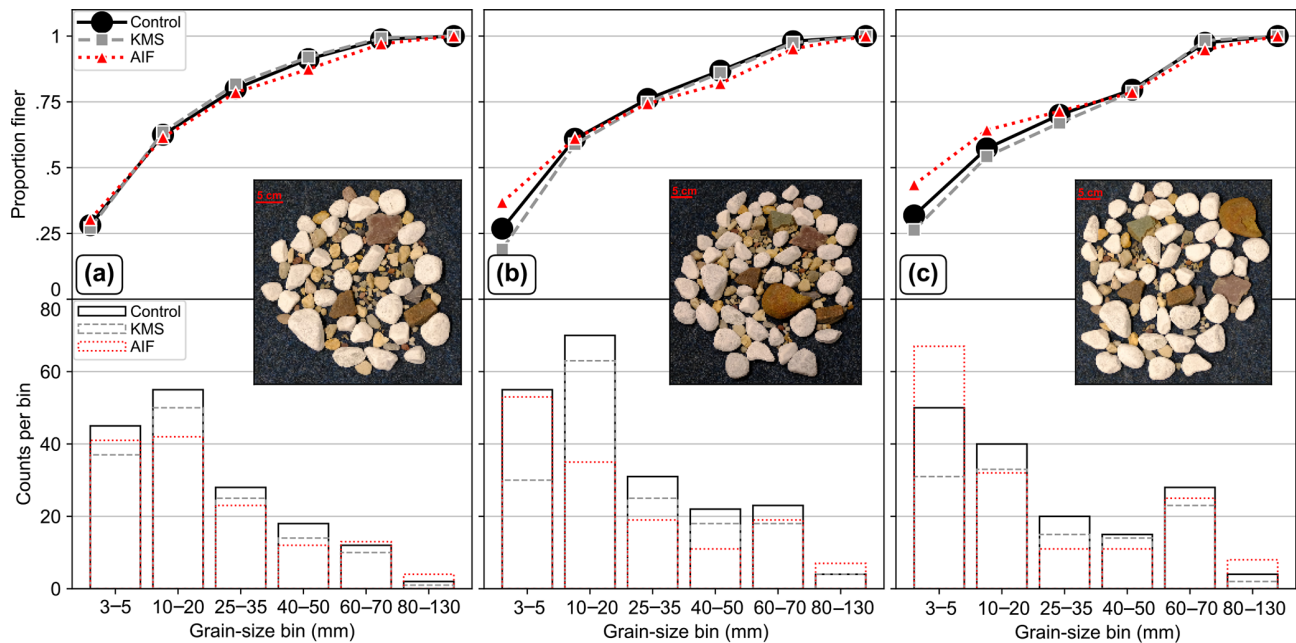 Control
KMS
AIF
1
.75
.5
.25
0
Proportion finer
5 cm
(a)
5 cm
(b)
5 cm
(c)
Control
KMS
AIF
80
60
40
20
0
Counts per bin
3–5 10–20 25–35 40–50 60–70 80–130
3–5 10–20 25–35 40–50 60–70 80–130
3–5 10–20 25–35 40–50 60–70 80–130
Grain-size bin (mm)
Grain-size bin (mm)
Grain-size bin (mm)